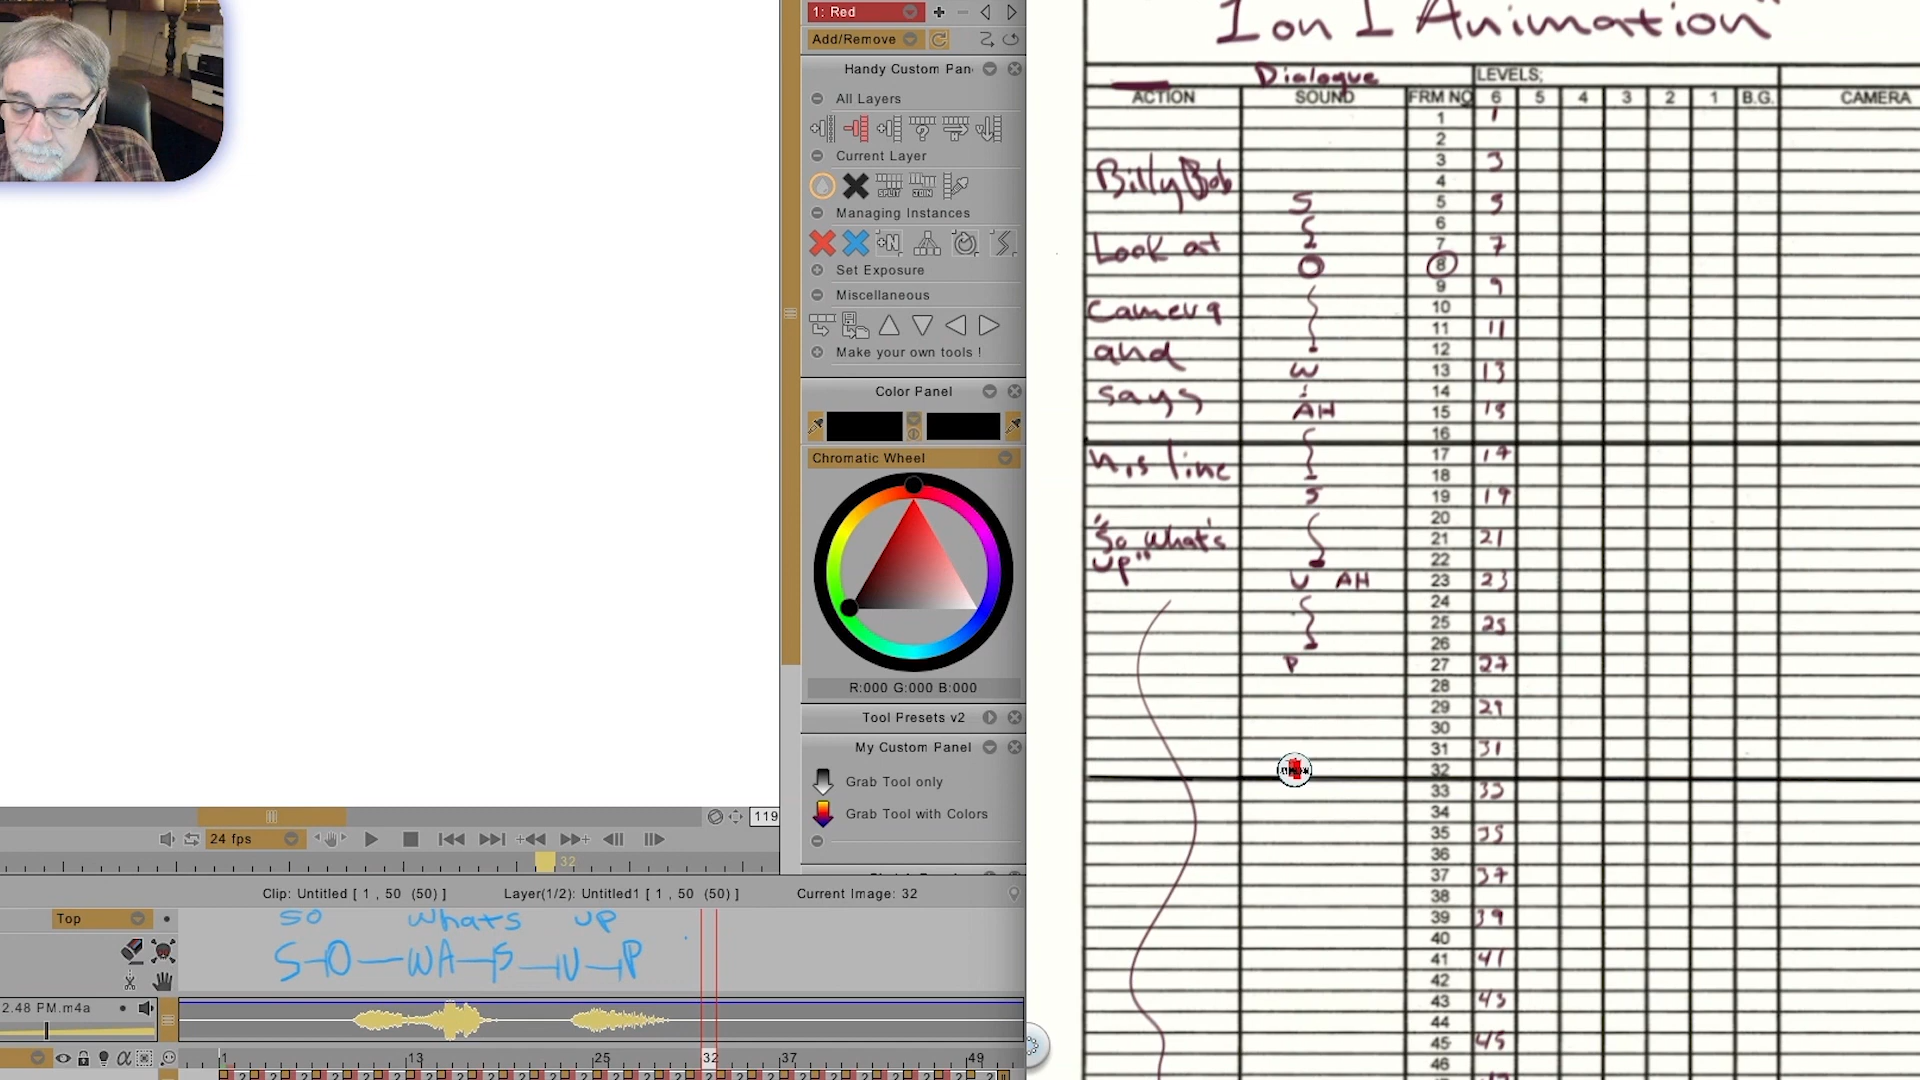 1 on 1 Animation"
1: Red
Add/Remove
Handy Custom Pan
All Layers
Current Layer
SPLIT
JOIN
Managing Instances
+N
Set Exposure
Miscellaneous
Make your own tools !
Color Panel
Chromatic Wheel
R:000 G:000 B:000
Tool Presets v2
My Custom Panel
Grab Tool only
Grab Tool with Colors
119
24 fps
32
Clip: Untitled [ 1 , 50 (50) ]
Layer(1/2): Untitled1 [ 1 , 50 (50) ]
Current Image: 32
Top
so whats up
S-O-WA-S-U-P
2.48 PM.m4a
1 13 25 32 37 49
Dialogue
LEVELS;
ACTION SOUND FRM NO 6 5 4 3 2 1 B.G. CAMERA
1 1
2
3 3
Billy Bob
4
S 5 5
6
7 7
Look at
O 8
9 9
Camera
10
11 11
and
12
W 13 13
says
14
AH 15 15
16
17 17
his line
18
S 19 19
20
"So What's
21 21
up"
22
U AH 23 23
24
25 25
26
P 27 27
28
29 29
30
31 31
32
33 33
34
35 35
36
37 37
38
39 39
40
41 41
42
43 43
44
45 45
46